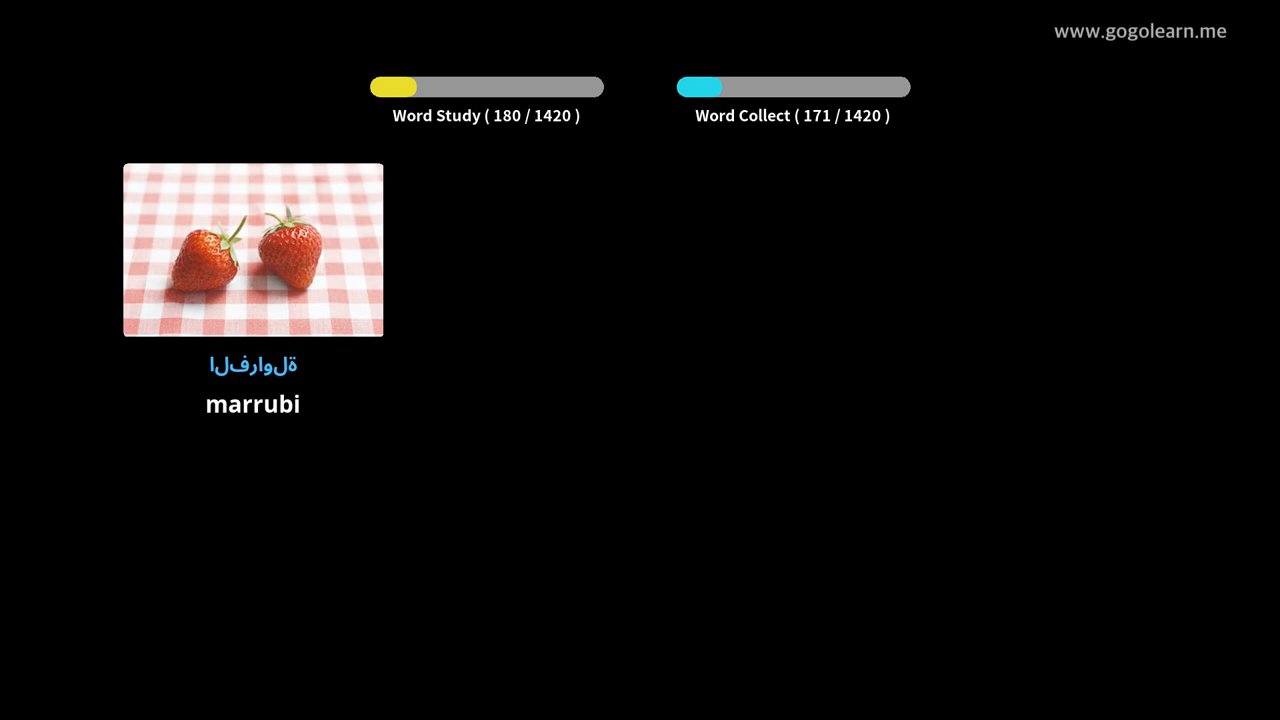 www.gogolearn.me
Word Study ( 180 / 1420 )
Word Collect ( 171 / 1420 )
الفراولة
marrubi